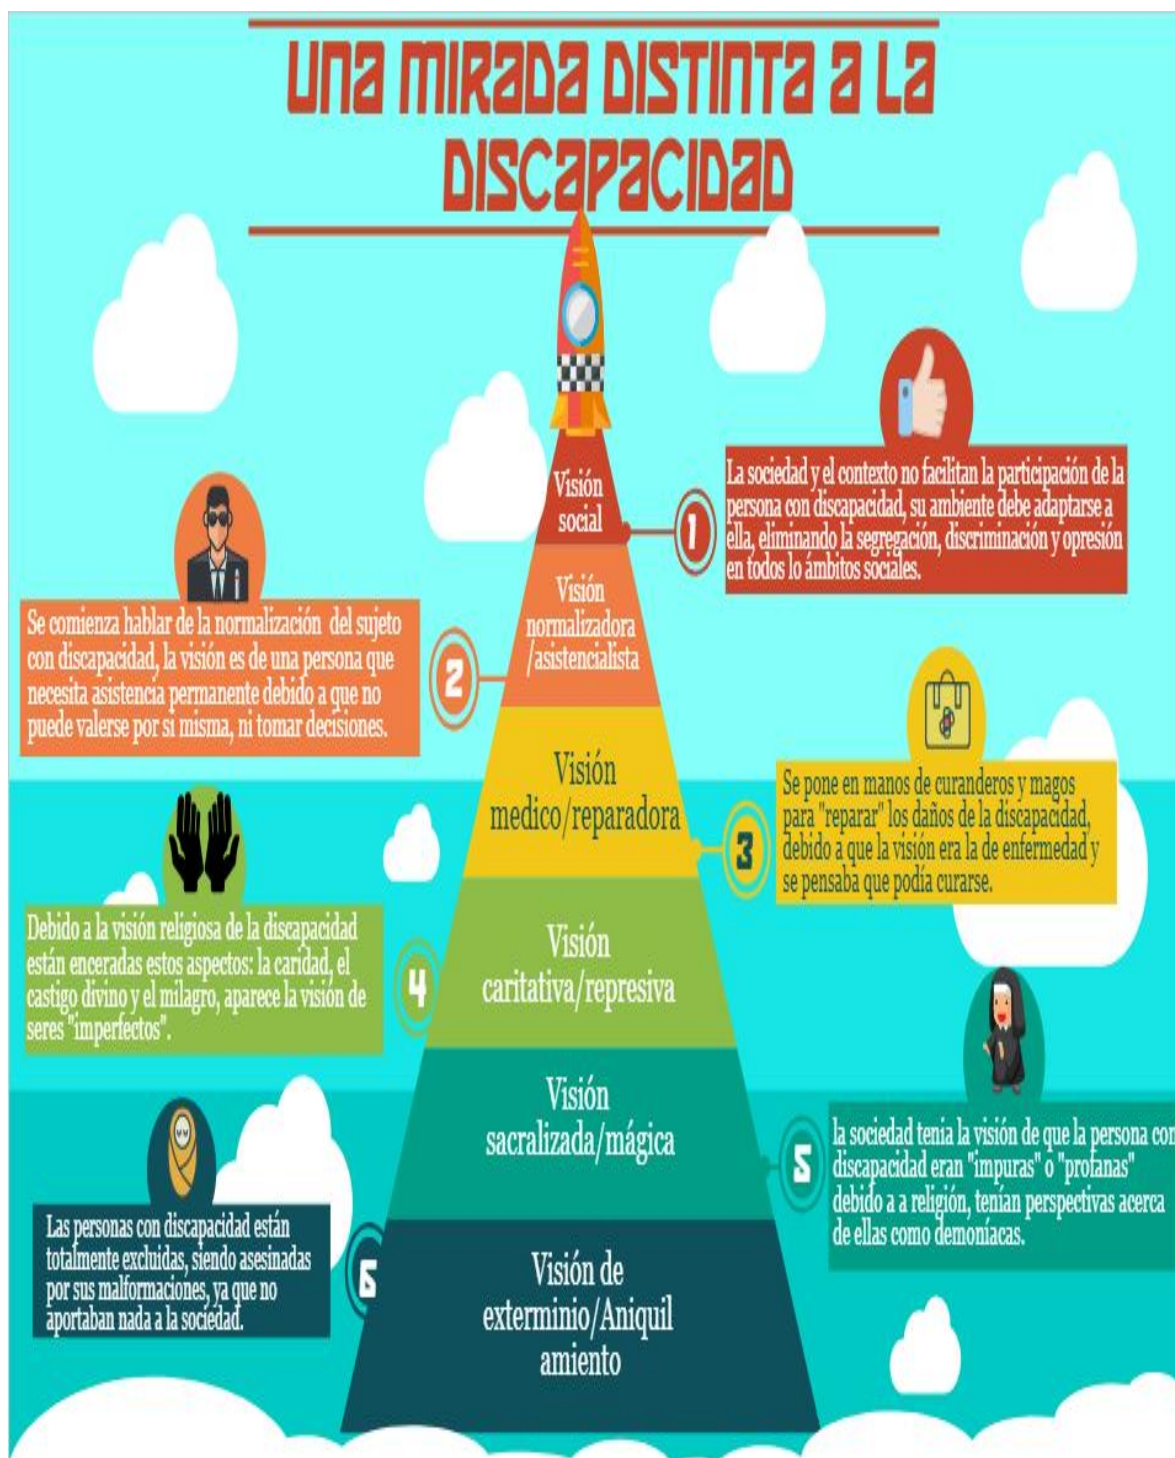 UNA MIRADA DISTINTA A LA
DISCAPACIDAD
Visión
social
1
La sociedad y el contexto no facilitan la participación de la
persona con discapacidad, su ambiente debe adaptarse a
ella, eliminando la segregación, discriminación y opresión
en todos lo ámbitos sociales.
Visión
normalizadora
/asistencialista
2
Se comienza hablar de la normalización del sujeto
con discapacidad, la visión es de una persona que
necesita asistencia permanente debido a que no
puede valerse por si misma, ni tomar decisiones.
Visión
medico/reparadora
3
Se pone en manos de curanderos y magos
para "reparar" los daños de la discapacidad,
debido a que la visión era la de enfermedad y
se pensaba que podía curarse.
Visión
caritativa/represiva
4
Debido a la visión religiosa de la discapacidad
están enceradas estos aspectos: la caridad, el
castigo divino y el milagro, aparece la visión de
seres "imperfectos".
Visión
sacralizada/mágica
5
la sociedad tenia la visión de que la persona con
discapacidad eran "impuras" o "profanas"
debido a a religión, tenían perspectivas acerca
de ellas como demoníacas.
Visión de
exterminio/Aniquil
amiento
6
Las personas con discapacidad están
totalmente excluidas, siendo asesinadas
por sus malformaciones, ya que no
aportaban nada a la sociedad.